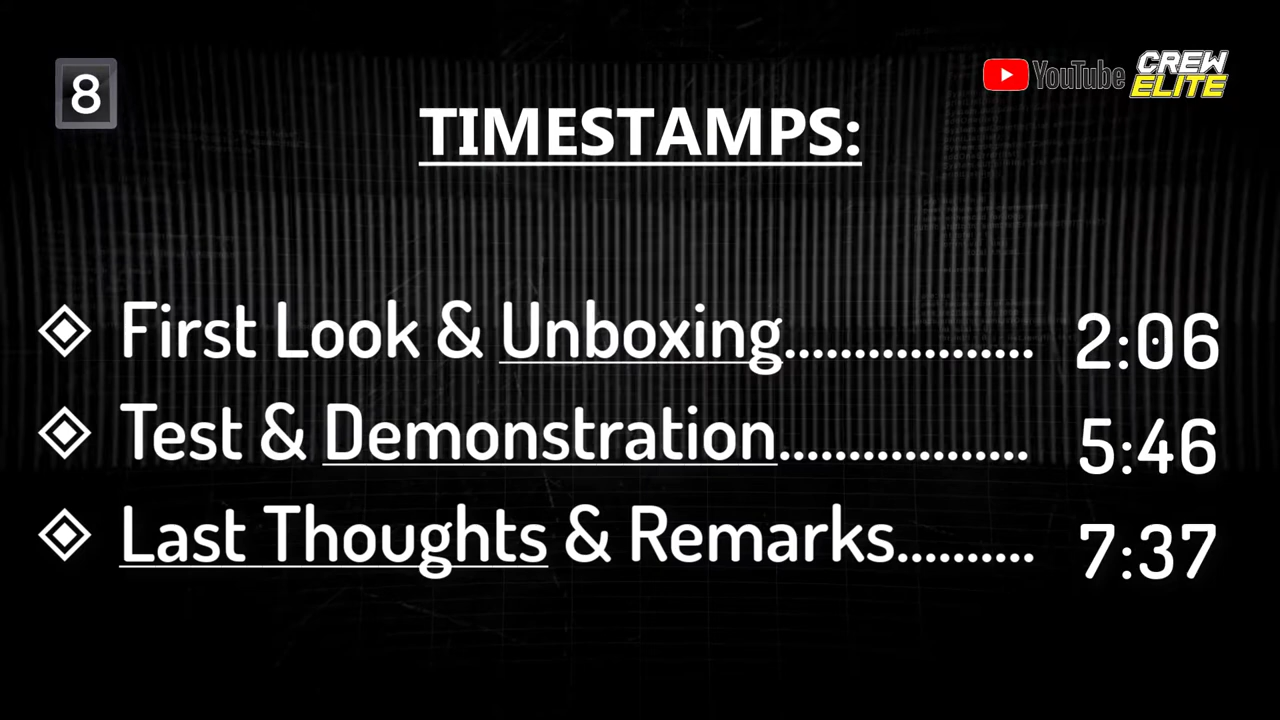 8
YouTube CREW ELITE
TIMESTAMPS:
First Look & Unboxing................... 2:06
Test & Demonstration................... 5:46
Last Thoughts & Remarks.......... 7:37